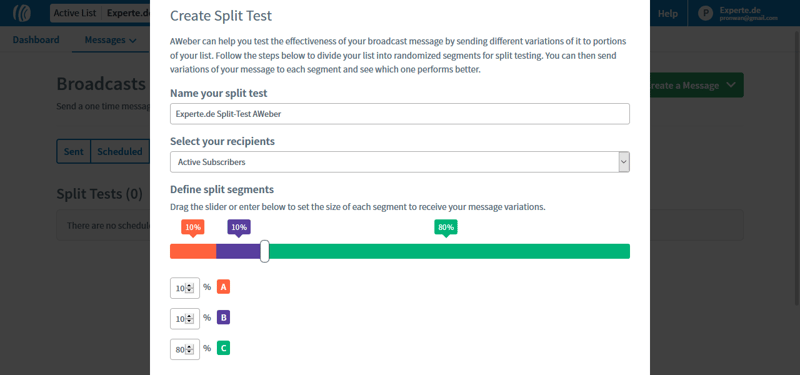 Active List
Experte.de
Help
P
Experte.de
Dashboard
Messages
Broadcasts
Send a one time messag
reate a Message
Sent
Scheduled
Split Tests (0)
There are no schedule
Create Split Test
AWeber can help you test the effectiveness of your broadcast message by sending different variations of it to portions
of your list. Follow the steps below to divide your list into randomized segments for split testing. You can then send
variations of your message to each segment and see which one performs better.
Name your split test
Experte.de Split-Test AWeber
Select your recipients
Active Subscribers
Define split segments
Drag the slider or enter below to set the size of each segment to receive your message variations.
10% 10% 80%
10 % A
10 % B
80 % C